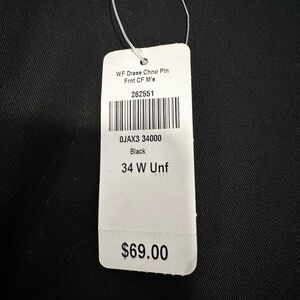 WF Dress Chno Pln
Frnt CF M's
262551
0JAX3 34000
Black
34 W Unf
$69.00